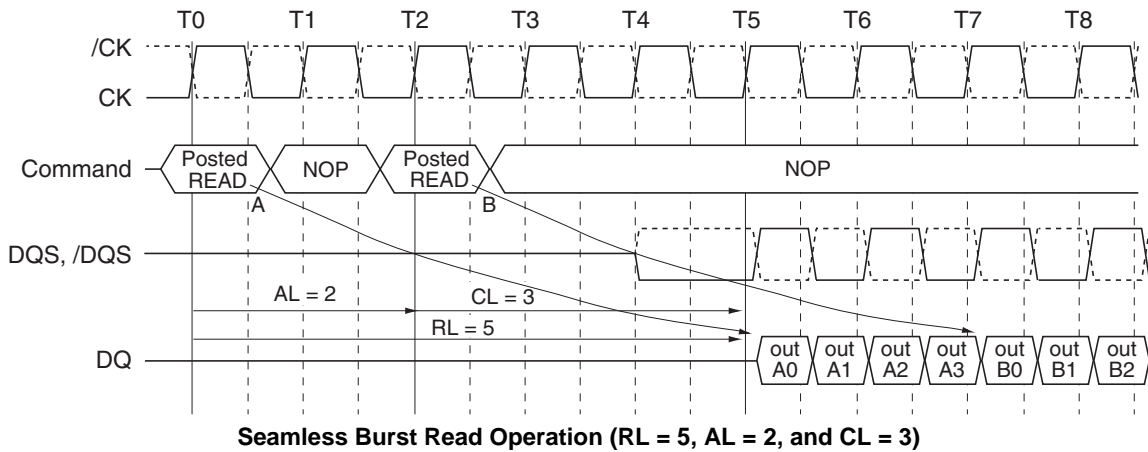 T0 T1 T2 T3 T4 T5 T6 T7 T8
/CK
CK
Command
Posted READ
NOP
Posted READ
NOP
A
B
DQS, /DQS
AL = 2
CL = 3
RL = 5
DQ
out A0
out A1
out A2
out A3
out B0
out B1
out B2
Seamless Burst Read Operation (RL = 5, AL = 2, and CL = 3)